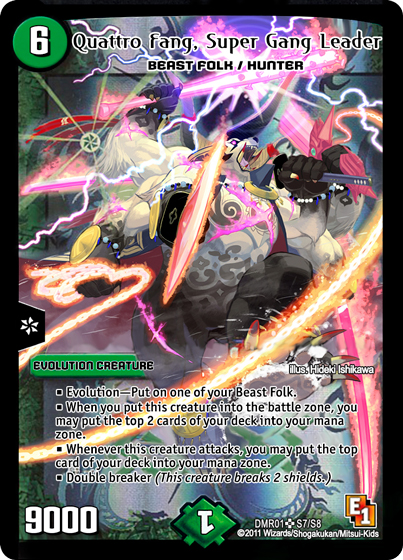 6
Quattro Fang, Super Gang Leader
BEAST FOLK / HUNTER
illus. Hideki Ishikawa
EVOLUTION CREATURE
▪ Evolution—Put on one of your Beast Folk.
▪ When you put this creature into the battle zone, you
may put the top 2 cards of your deck into your mana
zone.
▪ Whenever this creature attacks, you may put the top
card of your deck into your mana zone.
▪ Double breaker (This creature breaks 2 shields.)
9000
1
DMR01 S7/S8
©2011 Wizards/Shogakukan/Mitsui-Kids
E1